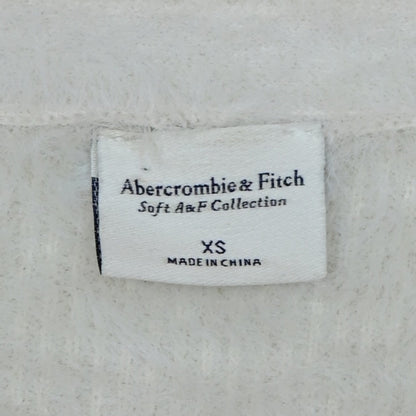 Abercrombie & Fitch
Soft A&F Collection
XS
MADE IN CHINA